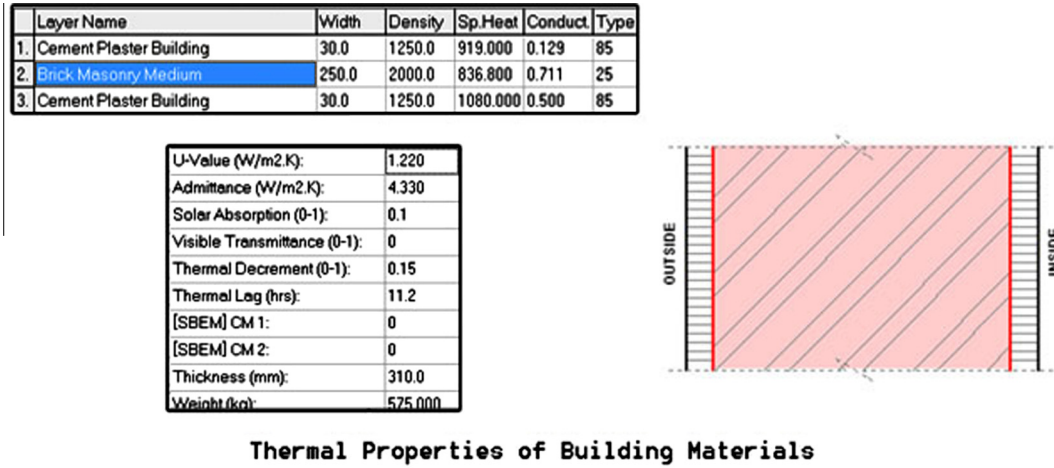 Layer Name Width Density Sp.Heat Conduct. Type
1. Cement Plaster Building 30.0 1250.0 919.000 0.129 85
2. Brick Masonry Medium 250.0 2000.0 836.800 0.711 25
3. Cement Plaster Building 30.0 1250.0 1080.000 0.500 85
U-Value (W/m2.K): 1.220
Admittance (W/m2.K): 4.330
Solar Absorption (0-1): 0.1
Visible Transmittance (0-1): 0
Thermal Decrement (0-1): 0.15
Thermal Lag (hrs): 11.2
[SBEM] CM 1: 0
[SBEM] CM 2: 0
Thickness (mm): 310.0
Weight (kg): 575.000
OUTSIDE
INSIDE
Thermal Properties of Building Materials